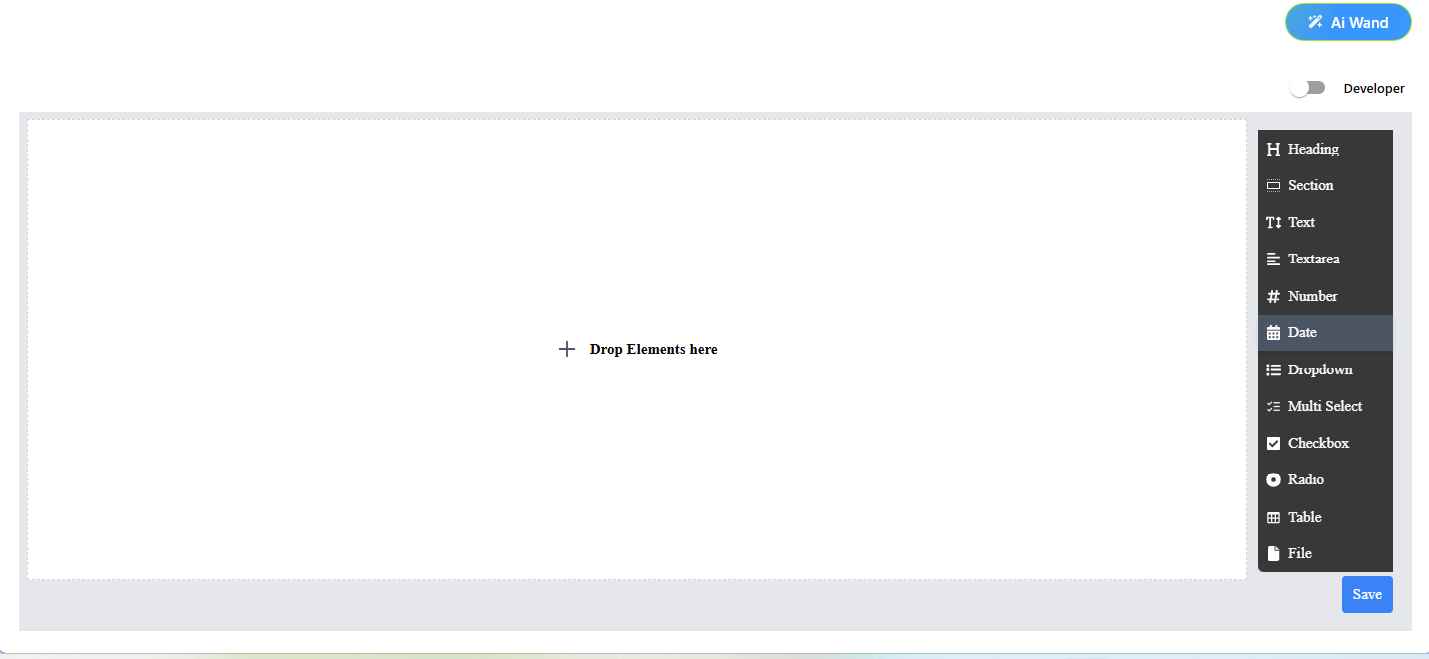 Ai Wand
Developer
Heading
Section
Text
Textarea
Number
Date
Dropdown
Multi Select
Checkbox
Radio
Table
File
Drop Elements here
Save